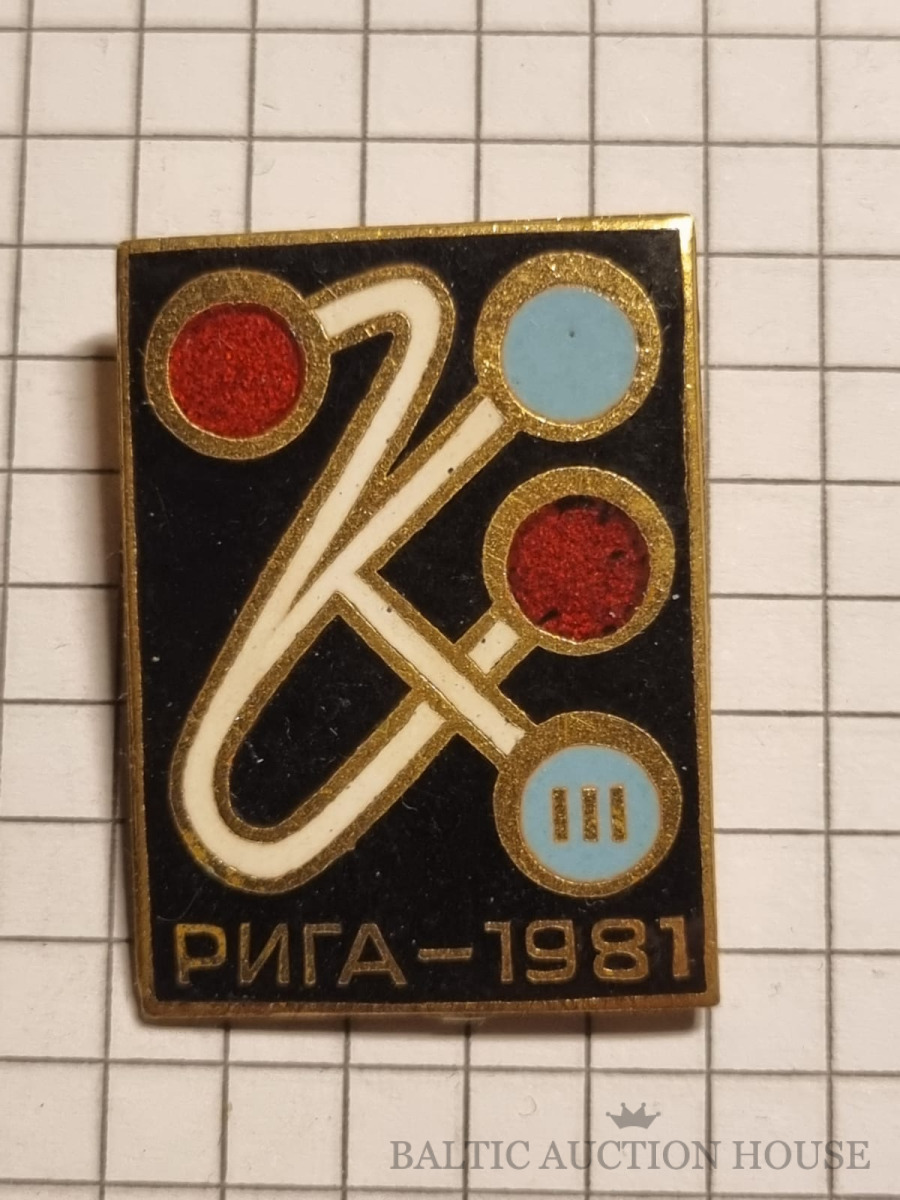 III
РИГА-1981
BALTIC AUCTION HOUSE